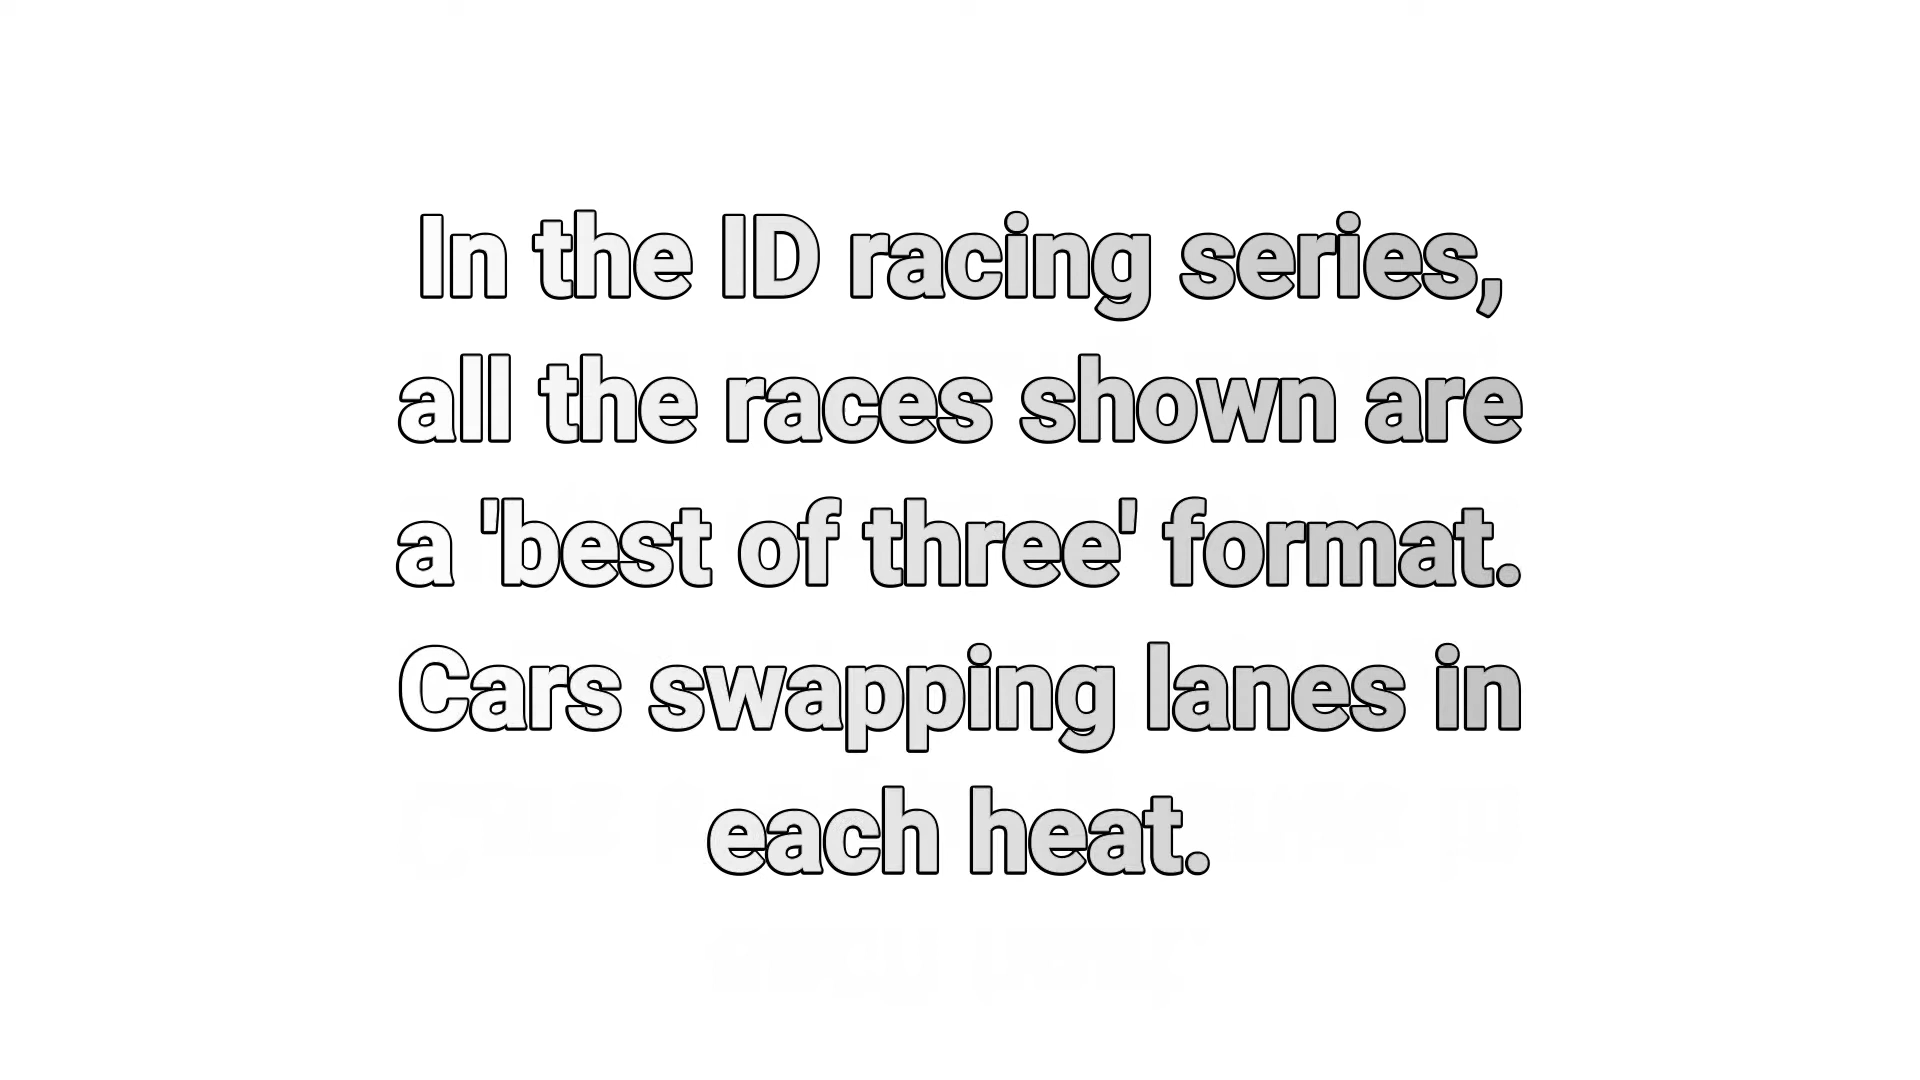 In the ID racing series,
all the races shown are
a 'best of three' format.
Cars swapping lanes in
each heat.